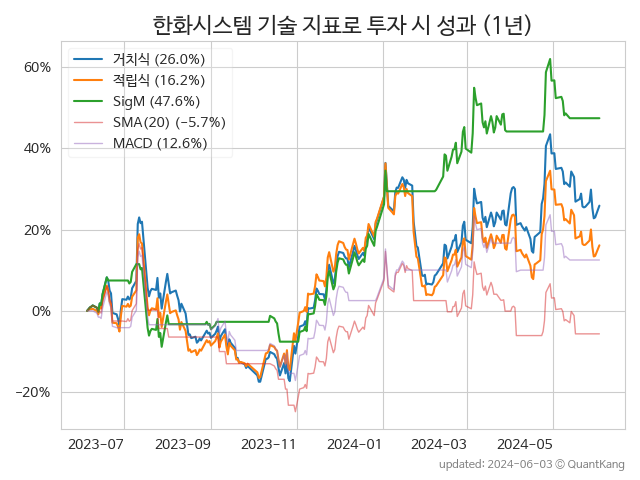 한화시스템 기술 지표로 투자 시 성과 (1년)
거치식 (26.0%)
적립식 (16.2%)
SigM (47.6%)
SMA(20) (−5.7%)
MACD (12.6%)
60%
40%
20%
0%
−20%
2023-07 2023-09 2023-11 2024-01 2024-03 2024-05
updated: 2024-06-03 ⓒ QuantKang